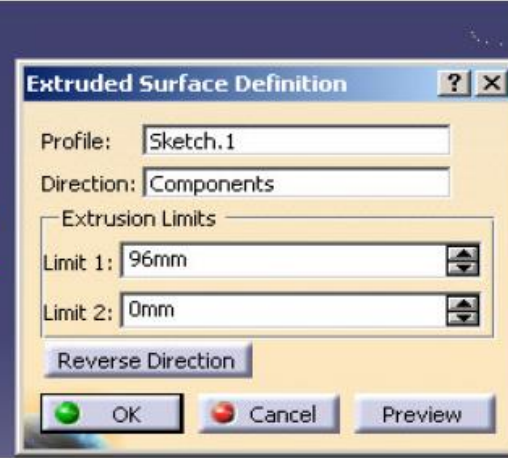 Extruded Surface Definition ? X
Profile: Sketch.1
Direction: Components
Extrusion Limits
Limit 1: 96mm
Limit 2: 0mm
Reverse Direction
OK Cancel Preview